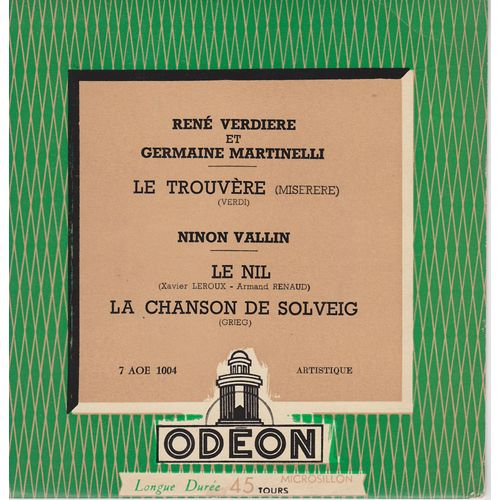 RENÉ VERDIERE
ET
GERMAINE MARTINELLI
LE TROUVÈRE (MISERERE)
(VERDI)
NINON VALLIN
LE NIL
(Xavier LEROUX - Armand RENAUD)
LA CHANSON DE SOLVEIG
(GRIEG)
7 AOE 1004 ARTISTIQUE
ODEON
MICROSILLON
Longue Durée 45 TOURS